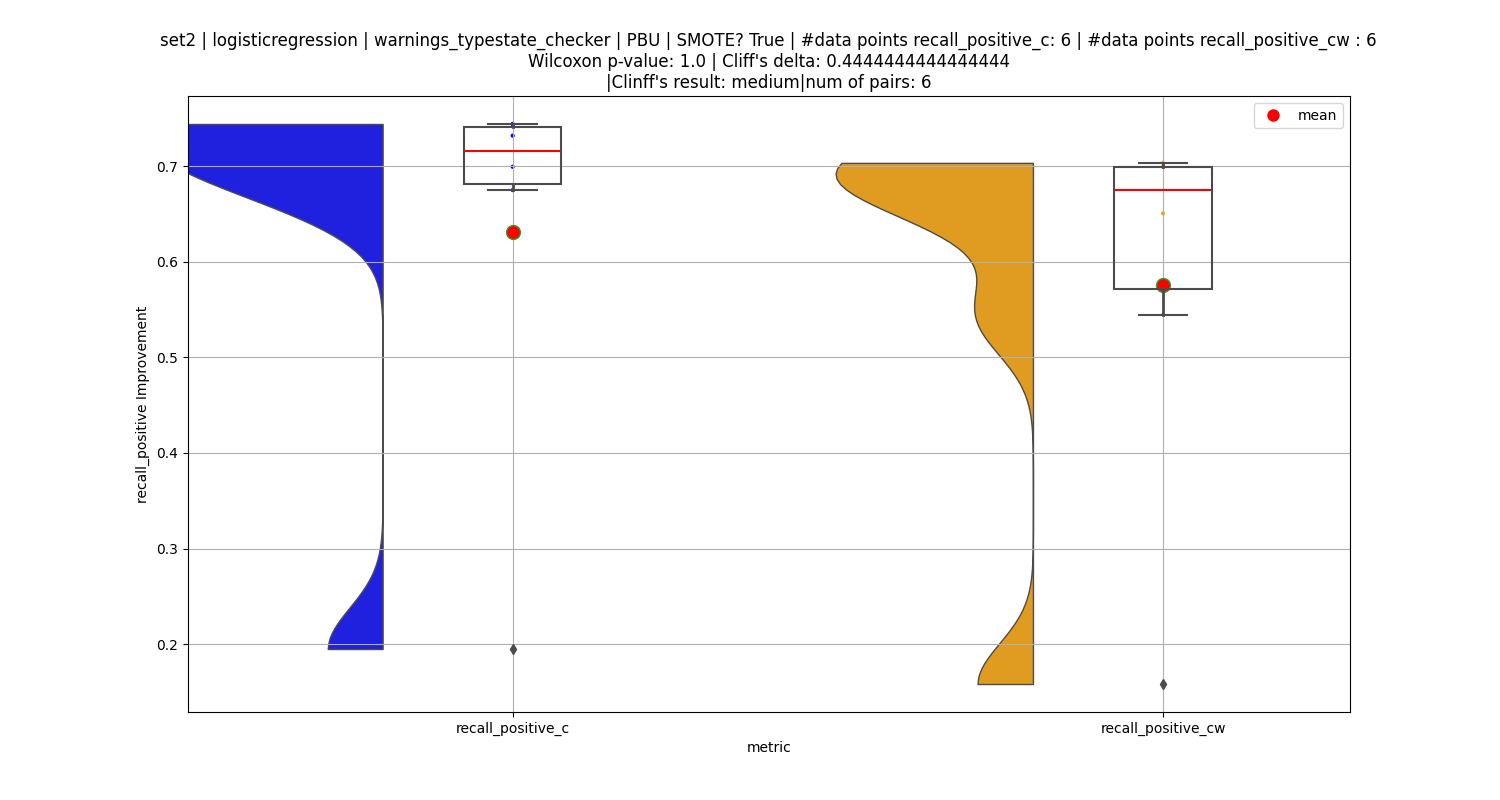 set2 | logisticregression | warnings_typestate_checker | PBU | SMOTE? True | #data points recall_positive_c: 6 | #data points recall_positive_cw : 6
Wilcoxon p-value: 1.0 | Cliff's delta: 0.4444444444444444
|Clinff's result: medium|num of pairs: 6
mean
0.7
0.6
0.5
0.4
0.3
0.2
recall_positive Improvement
recall_positive_c
recall_positive_cw
metric